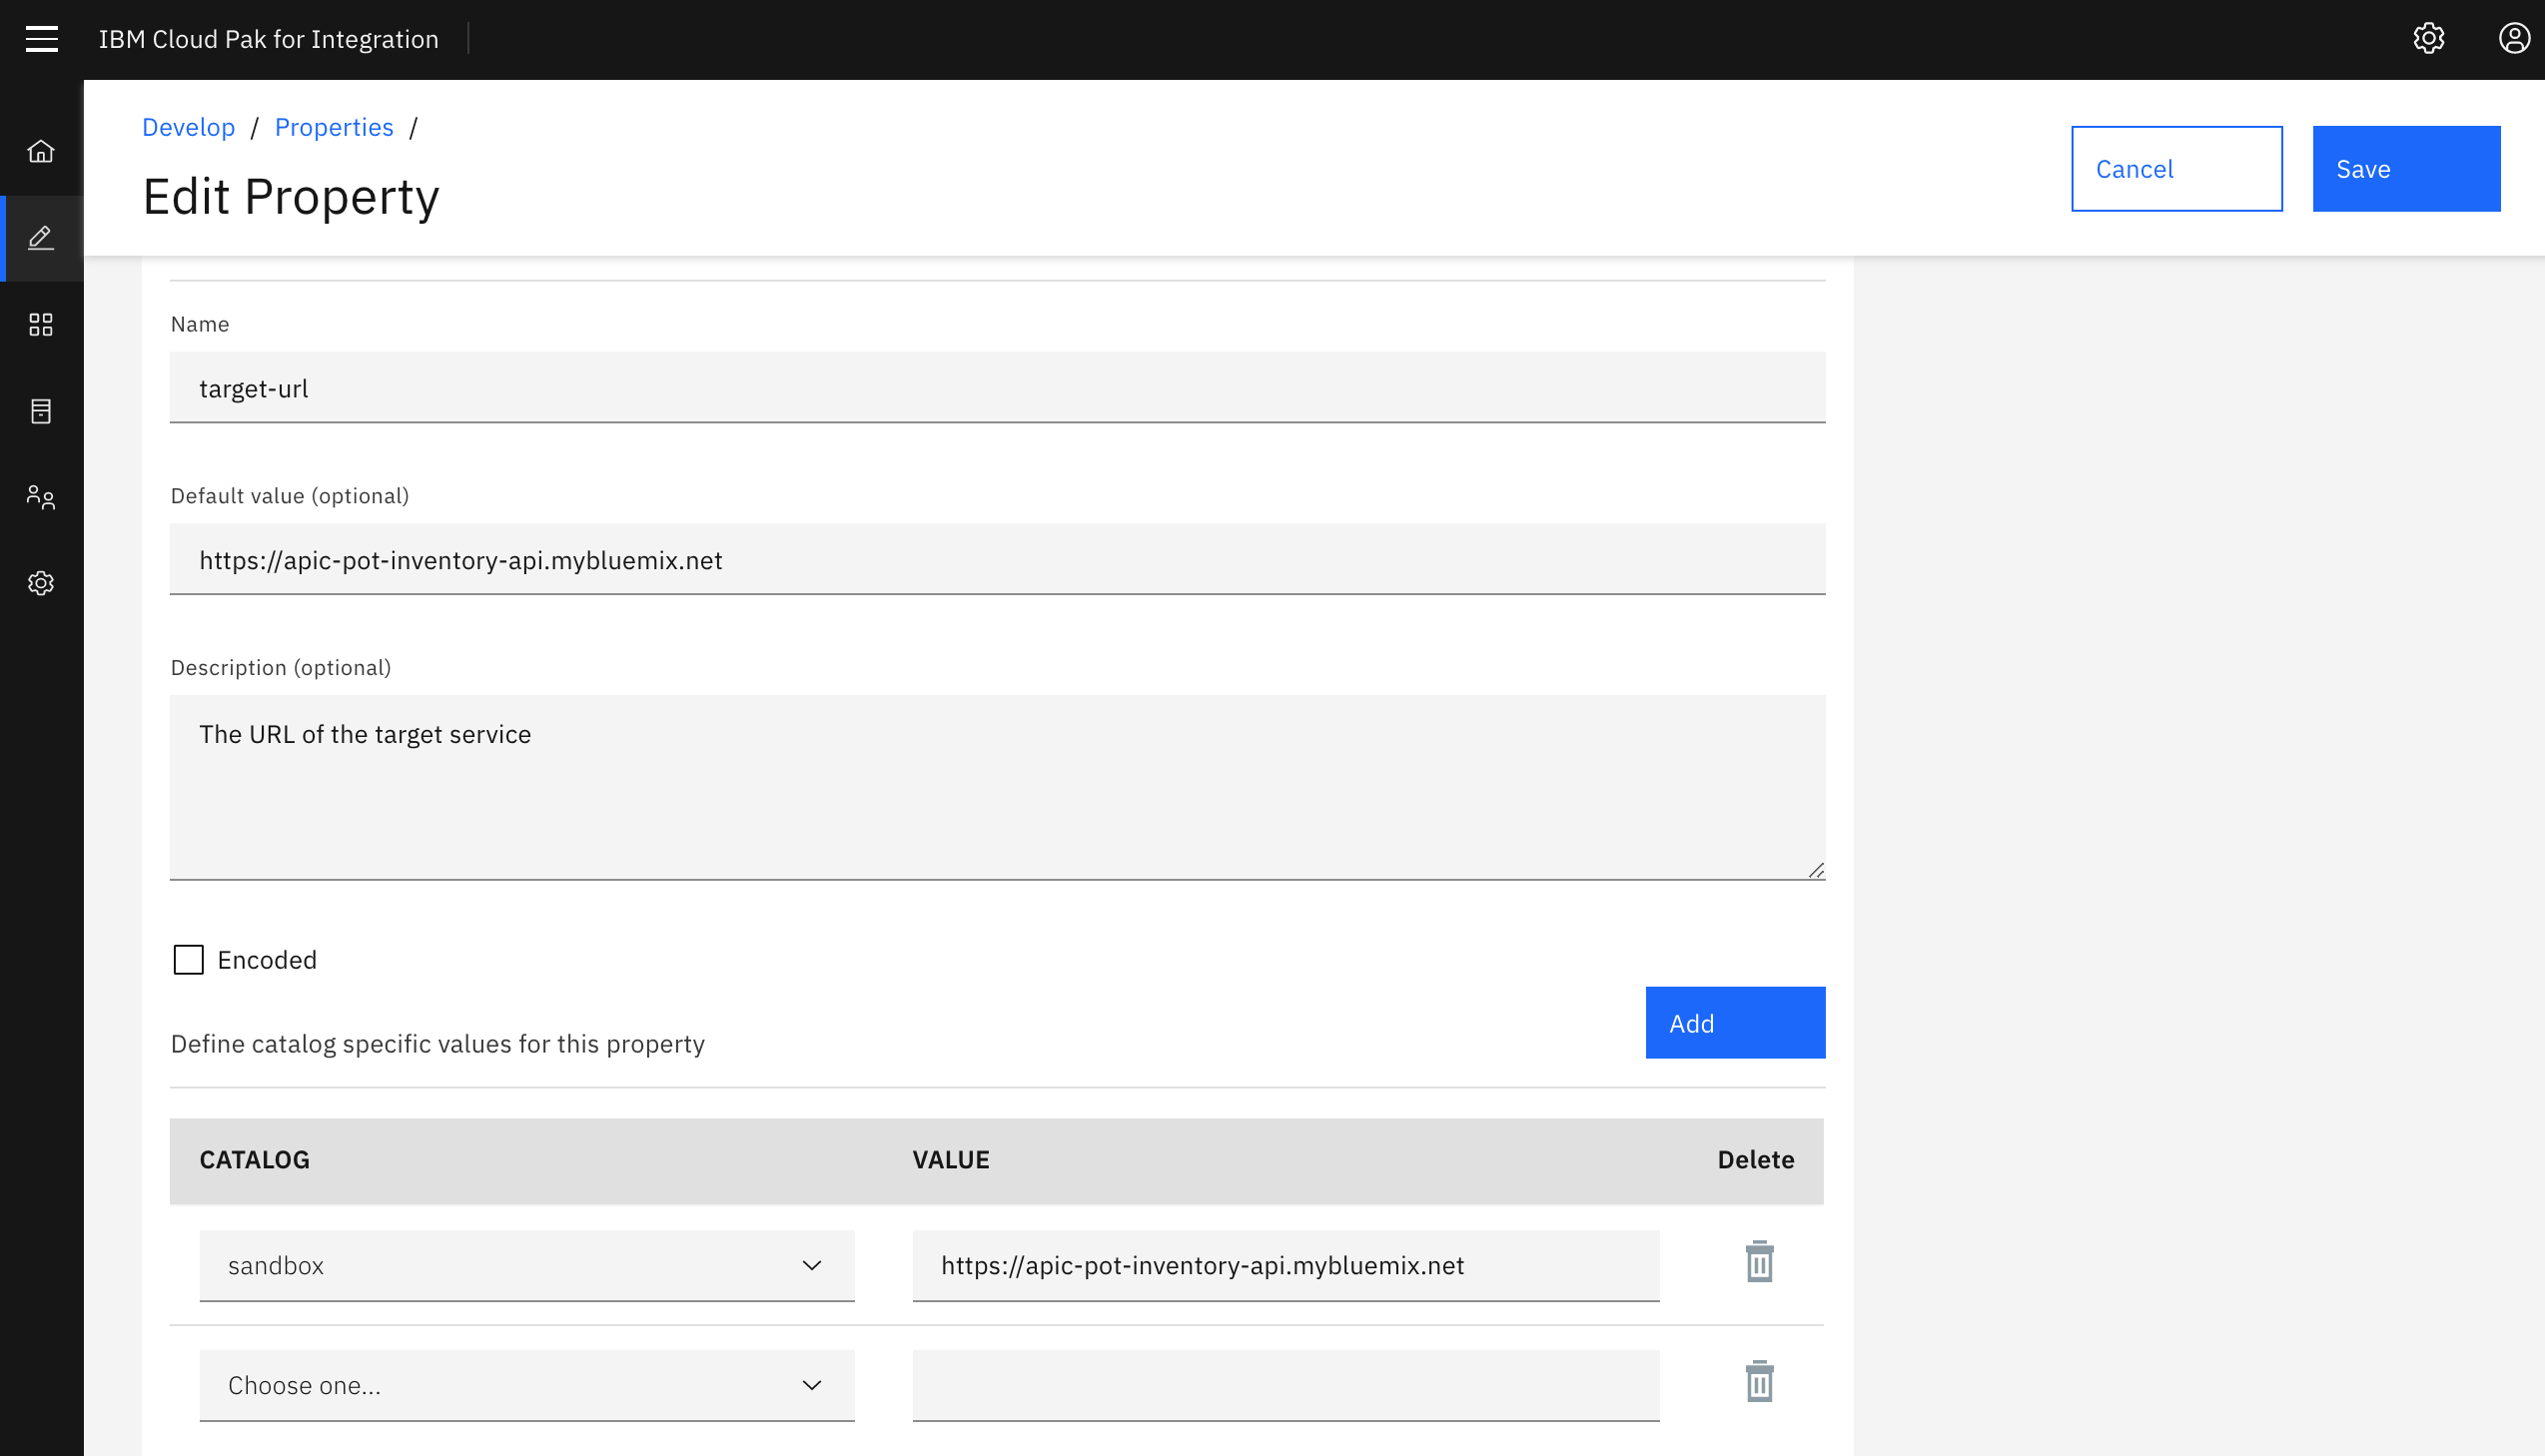 IBM Cloud Pak for Integration
Develop / Properties /
Edit Property
Cancel
Save
Name
target-url
Default value (optional)
https://apic-pot-inventory-api.mybluemix.net
Description (optional)
The URL of the target service
Encoded
Add
Define catalog specific values for this property
CATALOG VALUE Delete
sandbox https://apic-pot-inventory-api.mybluemix.net
Choose one...